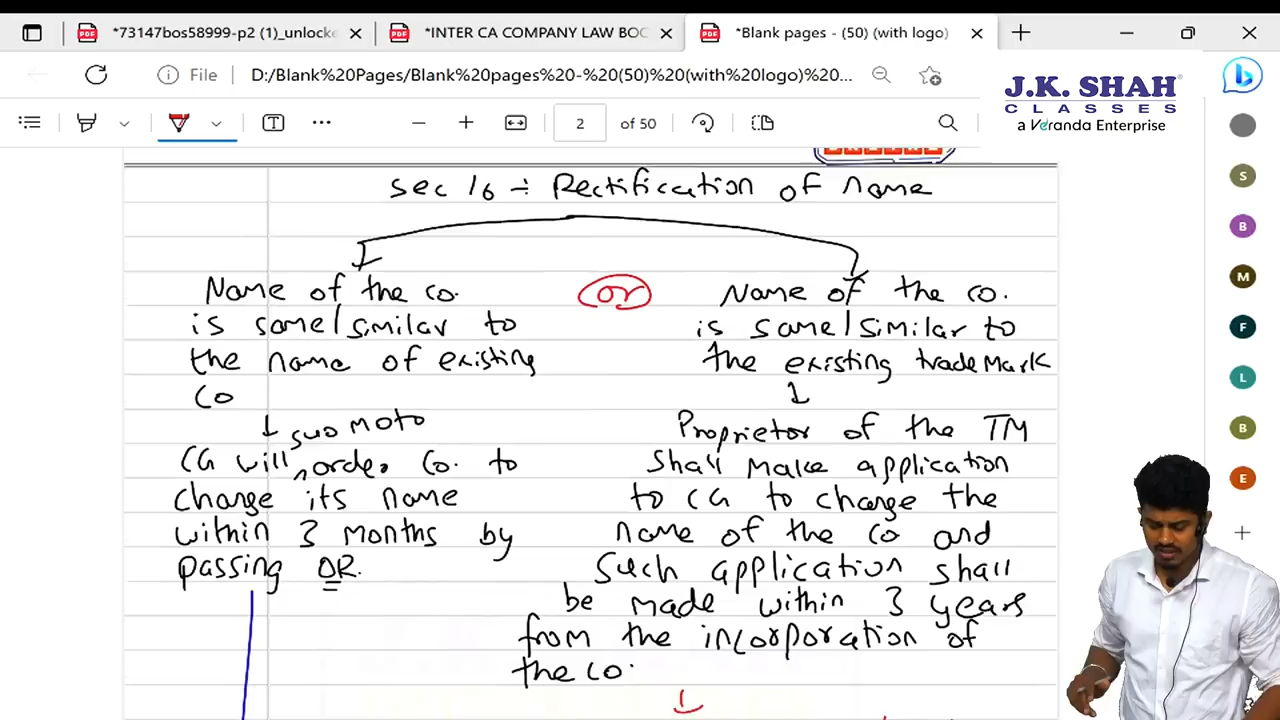 *73147bos58999-p2 (1)_unlocke
*INTER CA COMPANY LAW BOO
*Blank pages - (50) (with logo)
File
D:/Blank%20Pages/Blank%20pages%20-%20(50)%20(with%20logo)%20...
J.K. SHAH
CLASSES
a Veranda Enterprise
2 of 50
S
B
M
F
L
B
E
Sec 16 ÷ Rectification of name
Name of the co.
is same/similar to
the name of existing
Co
or
Name of the co.
is same/similar to
the existing tradeMark
suo moto
CG will order Co. to
change its name
within 3 months by
passing OR.
Proprietor of the TM
shall make application
to CG to change the
name of the co and
Such application shall
be made within 3 years
from the incorporation of
the co.